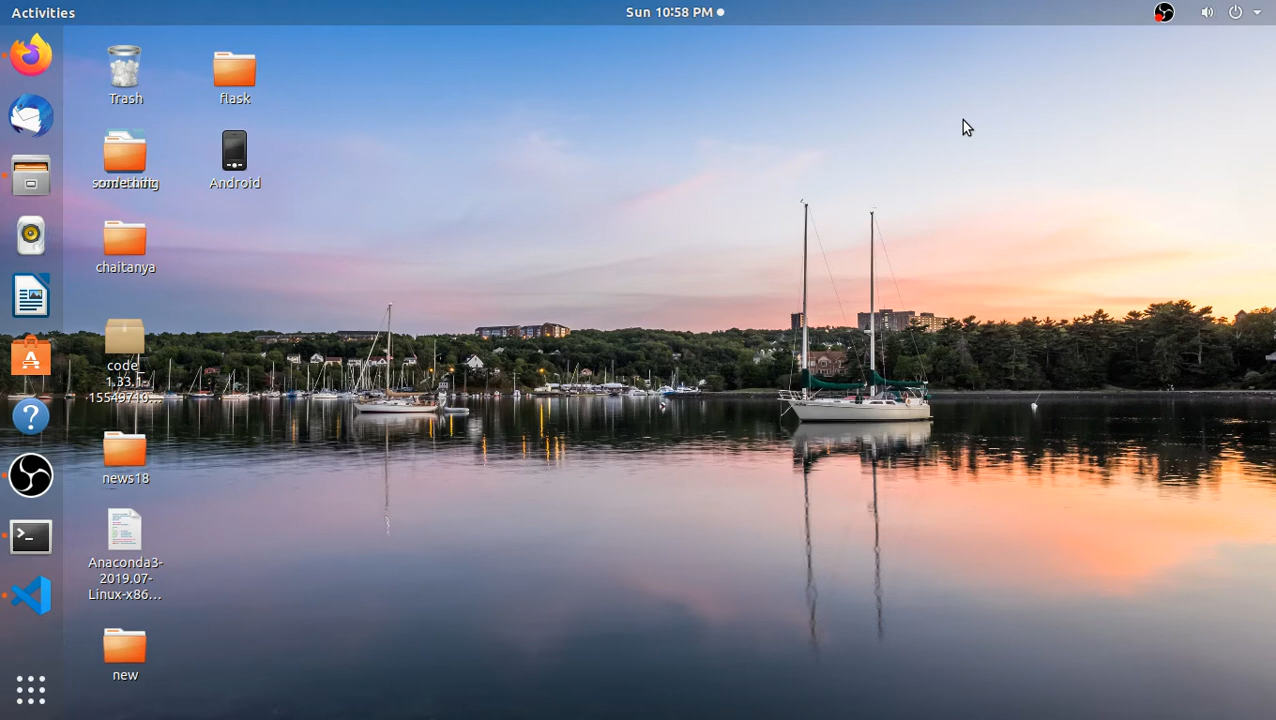 Activities
Sun 10:58 PM
Trash
flask
Android
chaitanya
code_
1.33.1-
15549710...
news18
Anaconda3-
2019.07-
Linux-x86...
new